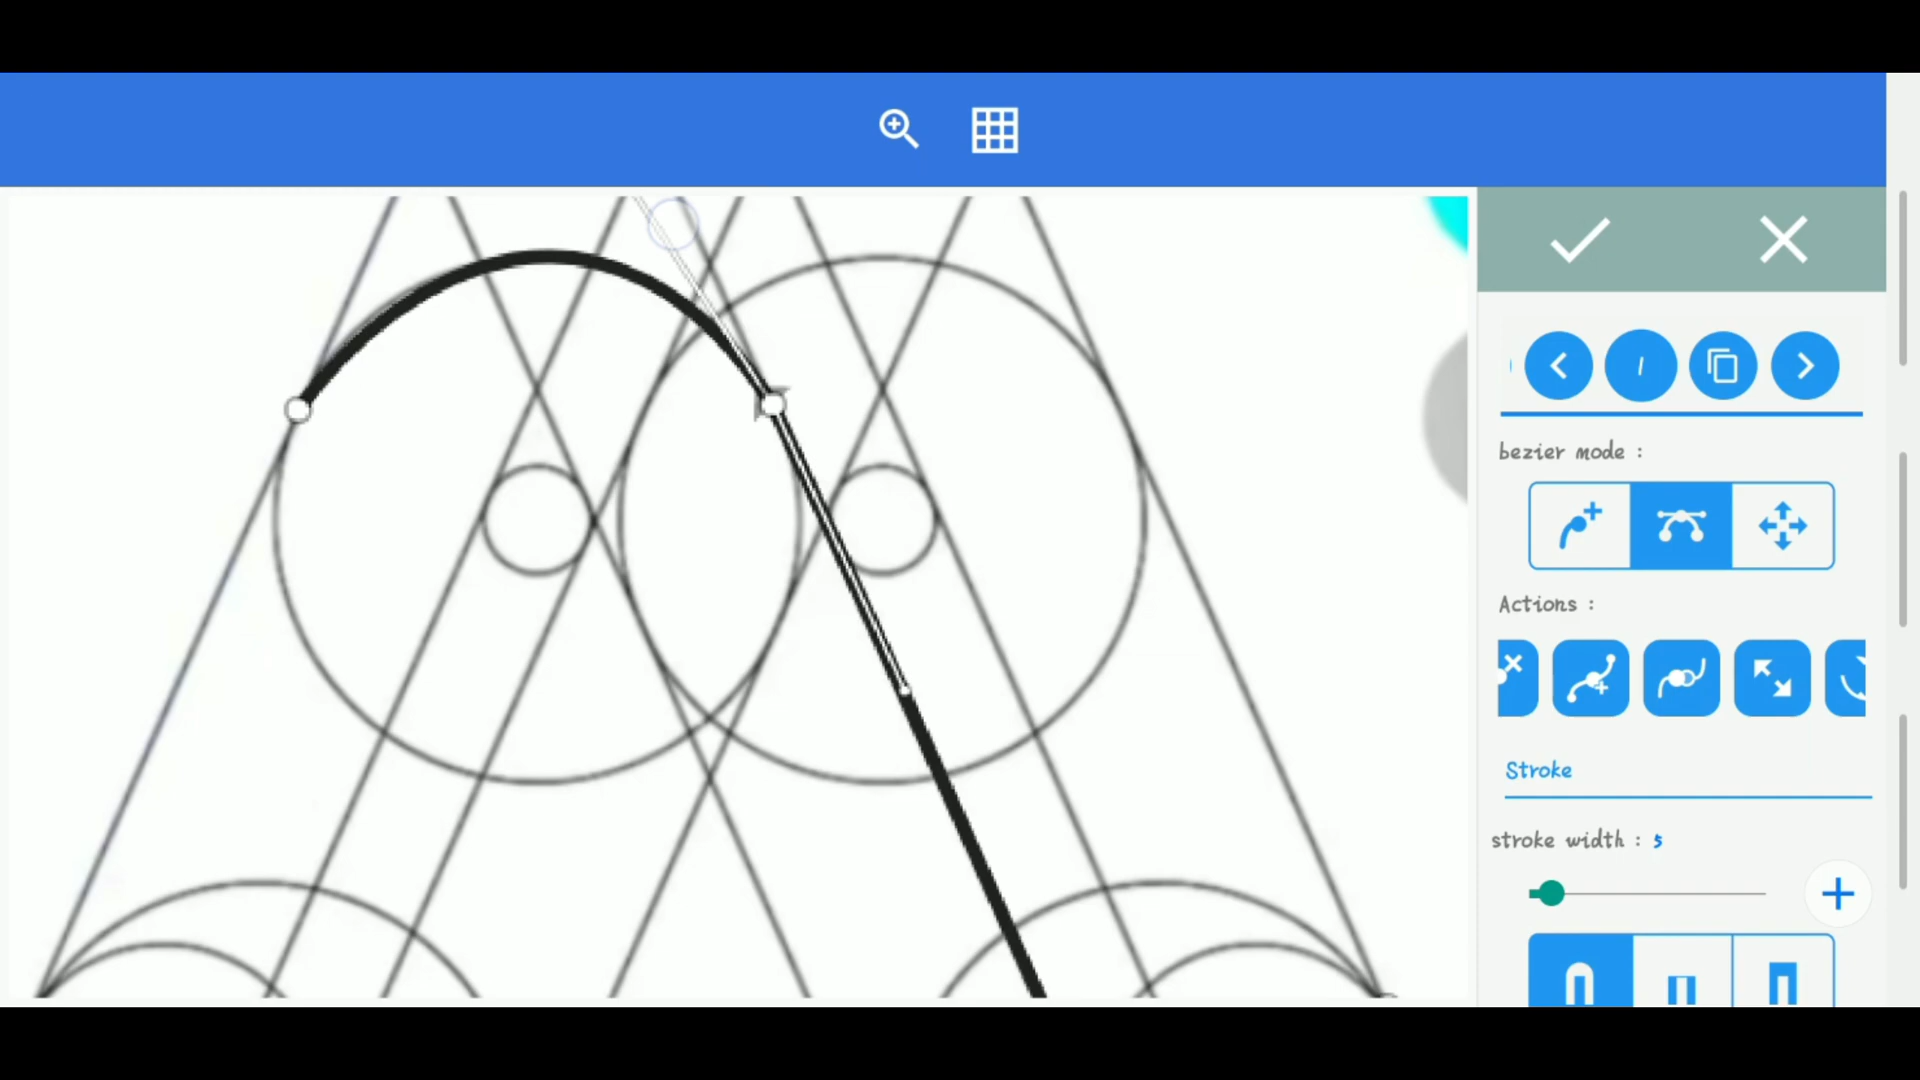 bezier mode :
Actions :
Stroke
stroke width : 5